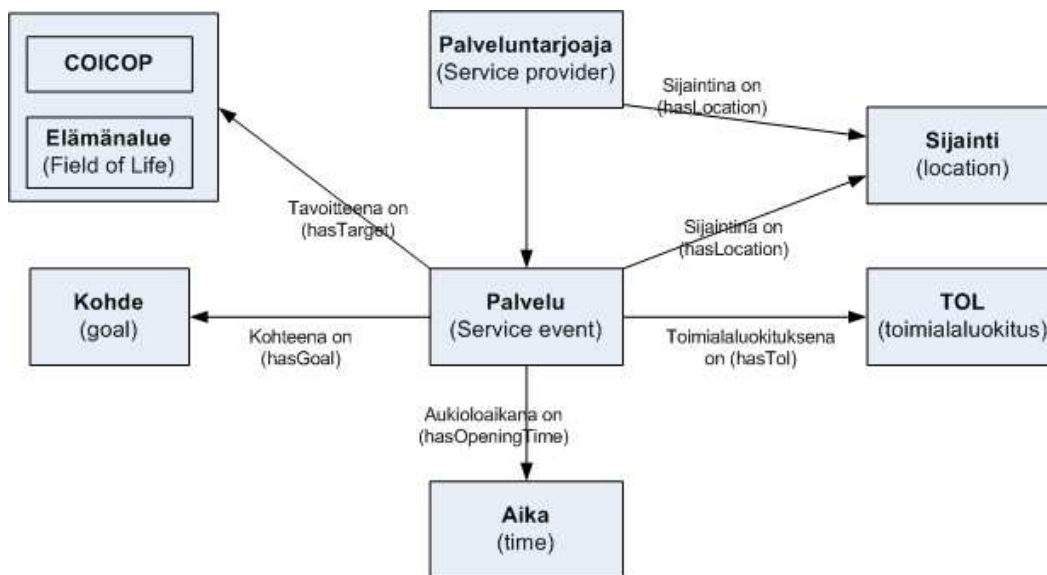 COICOP
Elämänalue
(Field of Life)
Palveluntarjoaja
(Service provider)
Sijaintina on
(hasLocation)
Sijainti
(location)
Tavoitteena on
(hasTarget)
Sijaintina on
(hasLocation)
Kohde
(goal)
Kohteena on
(hasGoal)
Palvelu
(Service event)
Toimialaluokituksena
on (hasTol)
TOL
(toimialaluokitus)
Aukioloaikana on
(hasOpeningTime)
Aika
(time)